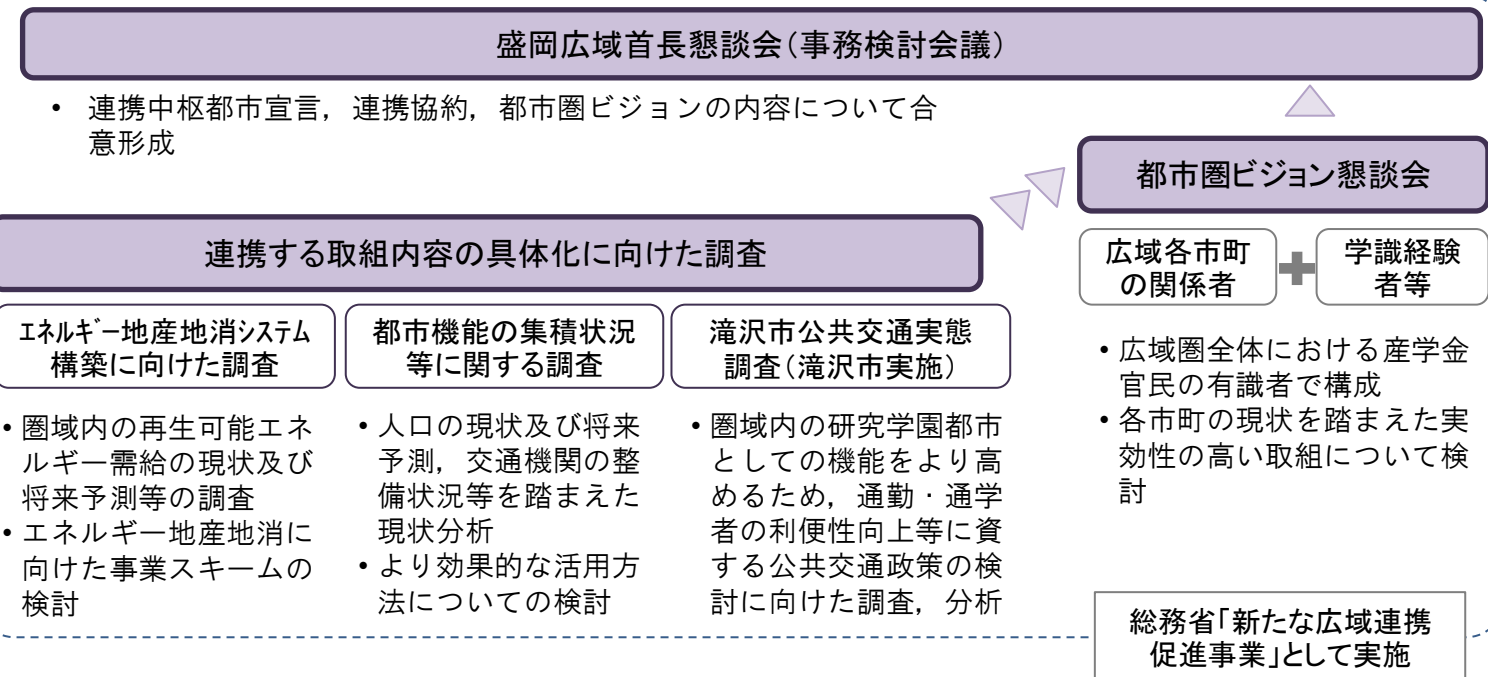 盛岡広域首長懇談会（事務検討会議）
• 連携中枢都市宣言，連携協約，都市圏ビジョンの内容について合
意形成
都市圏ビジョン懇談会
広域各市町
の関係者
学識経験
者等
• 広域圏全体における産学金
官民の有識者で構成
• 各市町の現状を踏まえた実
効性の高い取組について検
討
連携する取組内容の具体化に向けた調査
ｴﾈﾙｷﾞｰ地産地消ｼｽﾃﾑ
構築に向けた調査
• 圏域内の再生可能エネ
ルギー需給の現状及び
将来予測等の調査
• エネルギー地産地消に
向けた事業スキームの
検討
都市機能の集積状況
等に関する調査
• 人口の現状及び将来
予測，交通機関の整
備状況等を踏まえた
現状分析
• より効果的な活用方
法についての検討
滝沢市公共交通実態
調査（滝沢市実施）
• 圏域内の研究学園都市
としての機能をより高
めるため，通勤・通学
者の利便性向上等に資
する公共交通政策の検
討に向けた調査，分析
総務省「新たな広域連携
促進事業」として実施